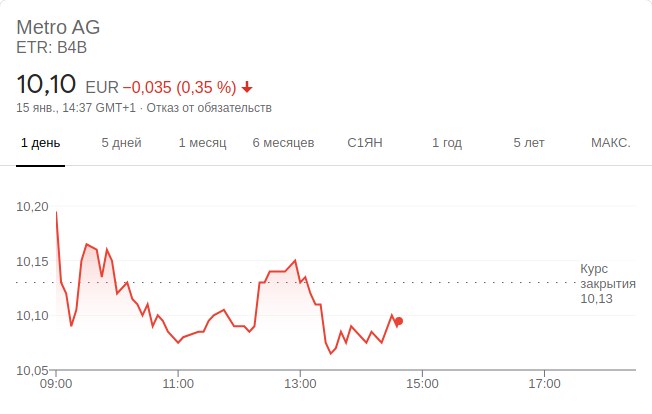 Metro AG
ETR: B4B
10,10 EUR −0,035 (0,35 %)
15 янв., 14:37 GMT+1 · Отказ от обязательств
1 день 5 дней 1 месяц 6 месяцев С1ЯН 1 год 5 лет МАКС.
10,20
10,15
Курс
закрытия
10,13
10,10
10,05
09:00 11:00 13:00 15:00 17:00